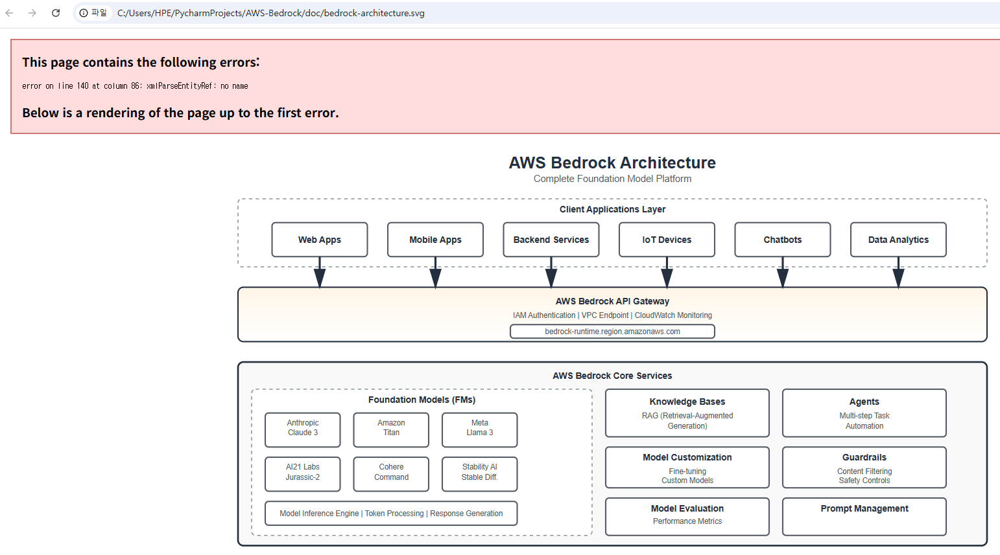 파일
C:/Users/HPE/PycharmProjects/AWS-Bedrock/doc/bedrock-architecture.svg
This page contains the following errors:
error on line 140 at column 86: xmlParseEntityRef: no name
Below is a rendering of the page up to the first error.
AWS Bedrock Architecture
Complete Foundation Model Platform
Client Applications Layer
Web Apps
Mobile Apps
Backend Services
IoT Devices
Chatbots
Data Analytics
AWS Bedrock API Gateway
IAM Authentication | VPC Endpoint | CloudWatch Monitoring
bedrock-runtime.region.amazonaws.com
AWS Bedrock Core Services
Foundation Models (FMs)
Anthropic
Claude 3
Amazon
Titan
Meta
Llama 3
AI21 Labs
Jurassic-2
Cohere
Command
Stability AI
Stable Diff.
Model Inference Engine | Token Processing | Response Generation
Knowledge Bases
RAG (Retrieval-Augmented
Generation)
Agents
Multi-step Task
Automation
Model Customization
Fine-tuning
Custom Models
Guardrails
Content Filtering
Safety Controls
Model Evaluation
Performance Metrics
Prompt Management